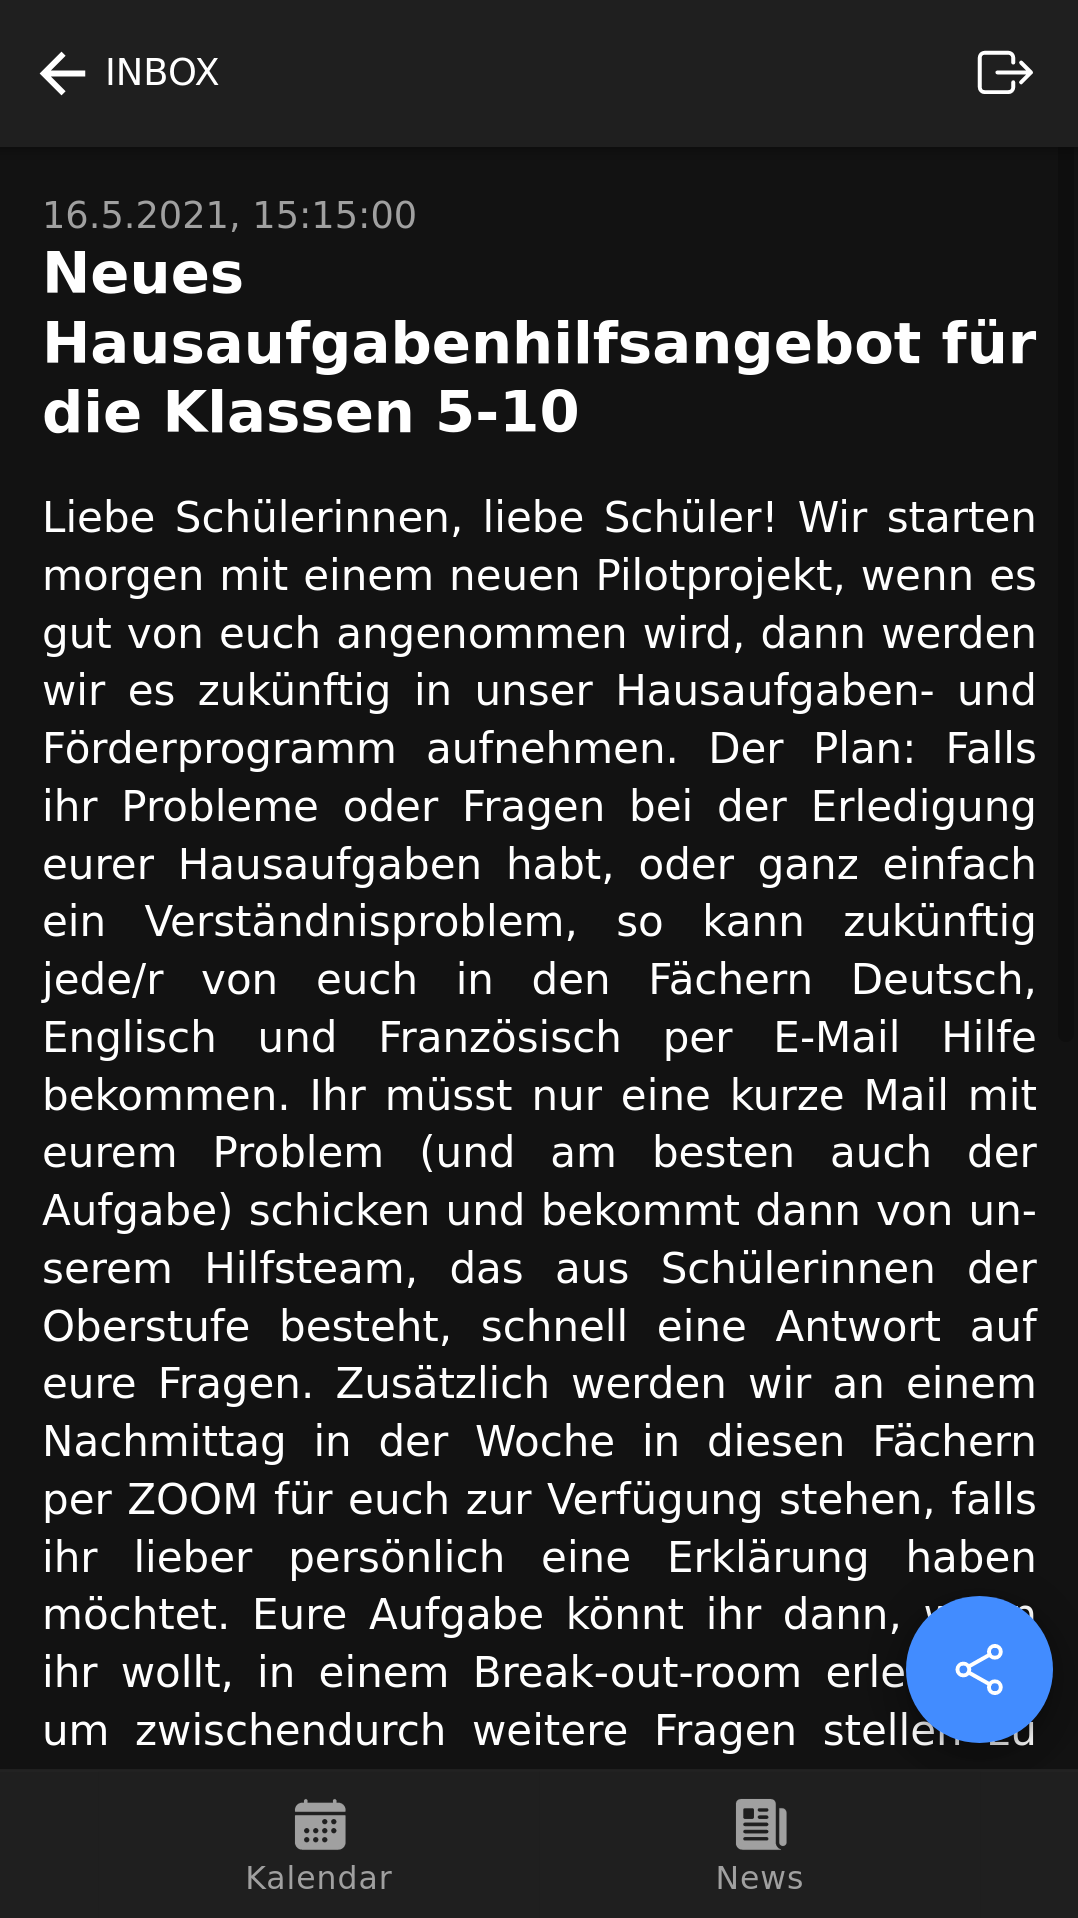 INBOX
16.5.2021, 15:15:00
Neues
Hausaufgabenhilfsangebot für
die Klassen 5-10
Liebe Schülerinnen, liebe Schüler! Wir starten
morgen mit einem neuen Pilotprojekt, wenn es
gut von euch angenommen wird, dann werden
wir es zukünftig in unser Hausaufgaben- und
Förderprogramm aufnehmen. Der Plan: Falls
ihr Probleme oder Fragen bei der Erledigung
eurer Hausaufgaben habt, oder ganz einfach
ein Verständnisproblem, so kann zukünftig
jede/r von euch in den Fächern Deutsch,
Englisch und Französisch per E-Mail Hilfe
bekommen. Ihr müsst nur eine kurze Mail mit
eurem Problem (und am besten auch der
Aufgabe) schicken und bekommt dann von un-
serem Hilfsteam, das aus Schülerinnen der
Oberstufe besteht, schnell eine Antwort auf
eure Fragen. Zusätzlich werden wir an einem
Nachmittag in der Woche in diesen Fächern
per ZOOM für euch zur Verfügung stehen, falls
ihr lieber persönlich eine Erklärung haben
möchtet. Eure Aufgabe könnt ihr dann,
ihr wollt, in einem Break-out-room
um zwischendurch weitere Fragen stellen zu
Kalendar
News